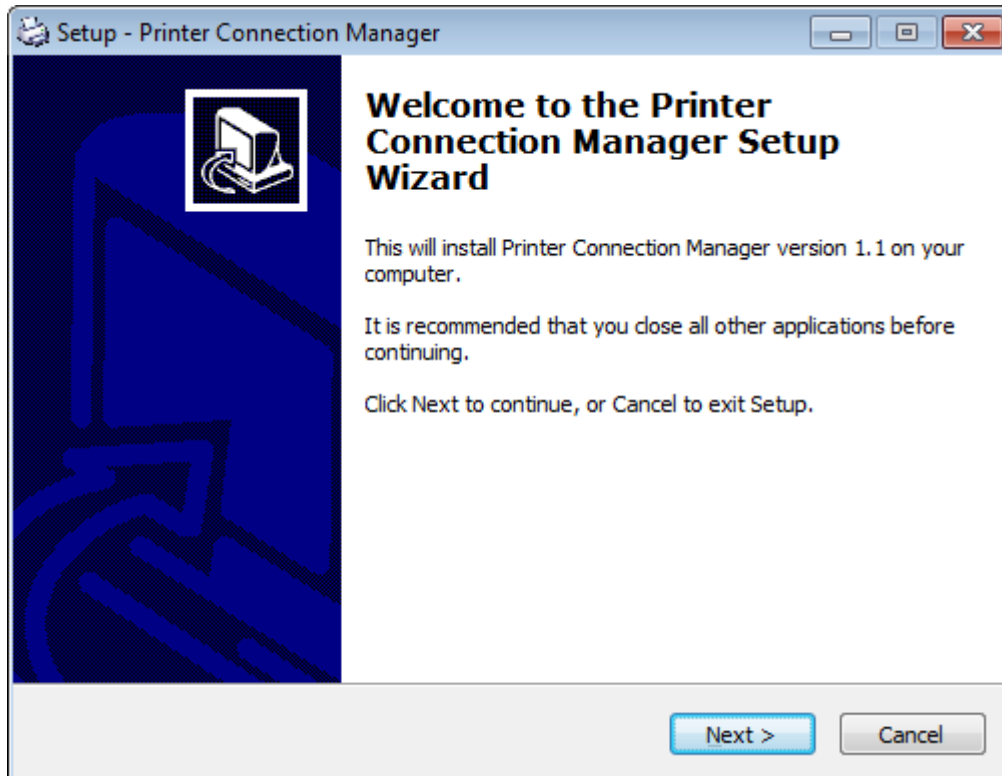 Setup - Printer Connection Manager
Welcome to the Printer
Connection Manager Setup
Wizard
This will install Printer Connection Manager version 1.1 on your
computer.
It is recommended that you close all other applications before
continuing.
Click Next to continue, or Cancel to exit Setup.
Next >
Cancel